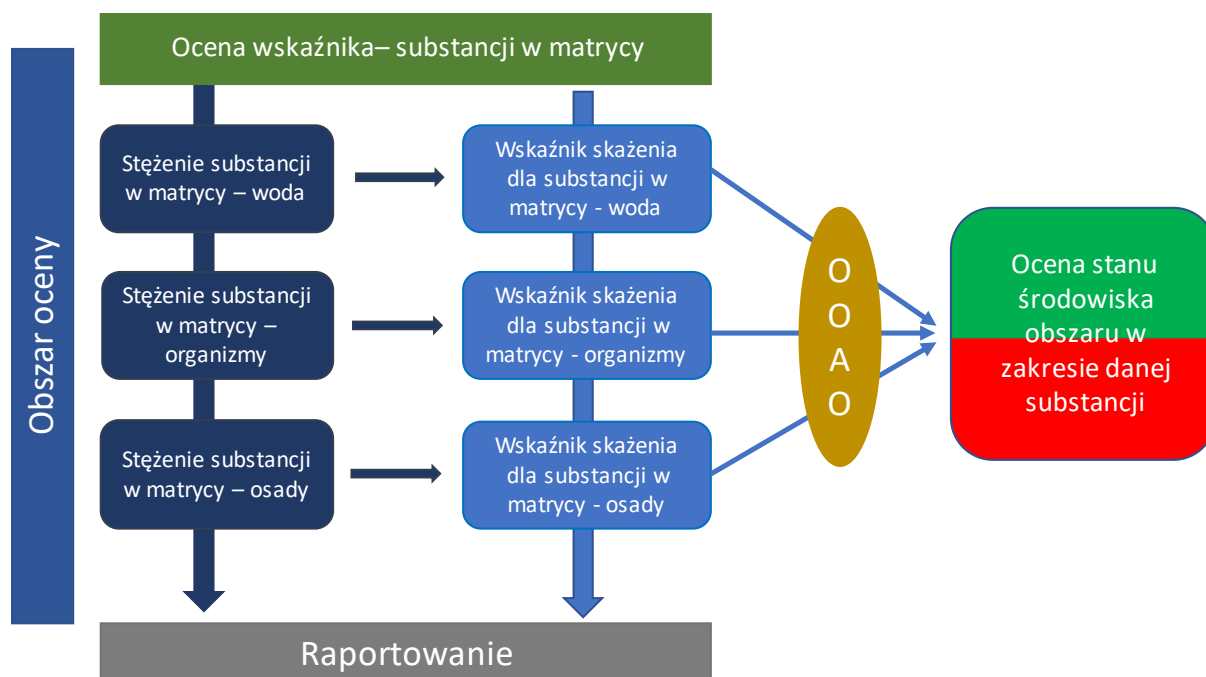 Obszar oceny
Ocena wskaźnika– substancji w matrycy
Stężenie substancji
w matrycy – woda
Wskaźnik skażenia
dla substancji w
matrycy - woda
Stężenie substancji
w matrycy –
organizmy
Wskaźnik skażenia
dla substancji w
matrycy - organizmy
Stężenie substancji
w matrycy – osady
Wskaźnik skażenia
dla substancji w
matrycy - osady
O
O
A
O
Ocena stanu
środowiska
obszaru w
zakresie danej
substancji
Raportowanie